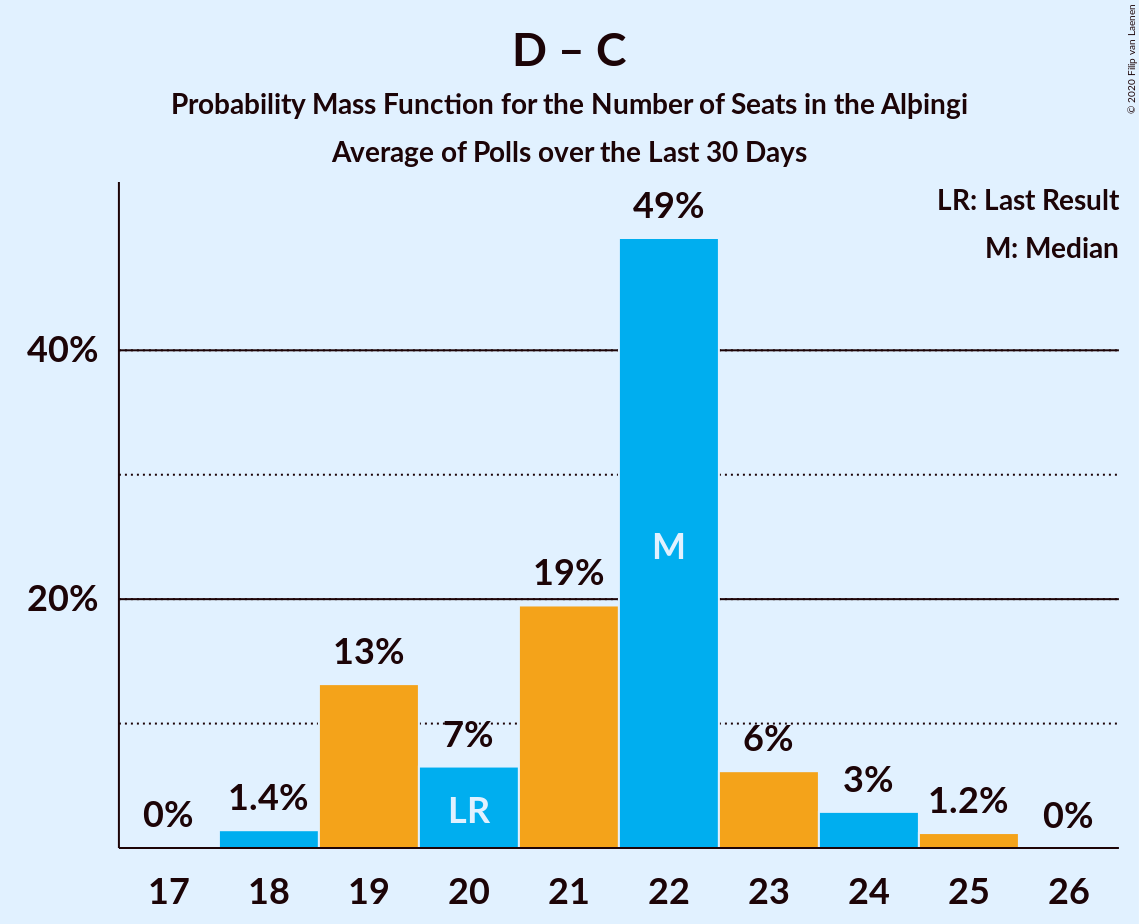 D – C
Probability Mass Function for the Number of Seats in the Alþingi
Average of Polls over the Last 30 Days
© 2020 Filip van Laenen
LR: Last Result
M: Median
40%
20%
0%
1.4%
13%
7%
19%
49%
6%
3%
1.2%
0%
LR
M
17 18 19 20 21 22 23 24 25 26